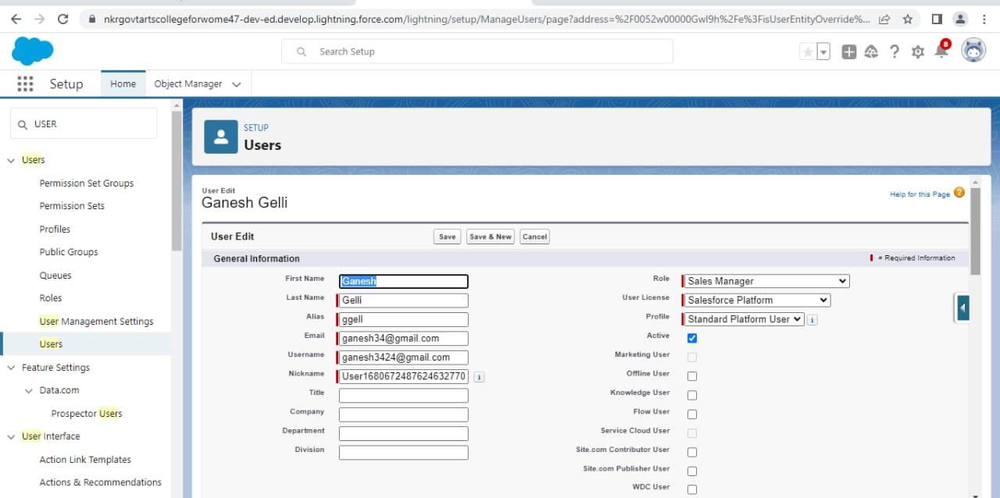 nkrgovtartscollegeforwome47-dev-ed.develop.lightning.force.com/lightning/setup/ManageUsers/page?address=%2F0052w00000Gwl9h%2Fe%3FisUserEntityOverride%...
Search Setup
8
Setup
Home
Object Manager
USER
Users
Permission Set Groups
Permission Sets
Profiles
Public Groups
Queues
Roles
User Management Settings
Users
Feature Settings
Data.com
Prospector Users
User Interface
Action Link Templates
Actions & Recommendations
SETUP
Users
User Edit
Ganesh Gelli
Help for this Page ?
User Edit
Save
Save & New
Cancel
General Information
= Required Information
First Name Ganesh
Last Name Gelli
Alias ggell
Email ganesh34@gmail.com
Username ganesh3424@gmail.com
Nickname User1680672487624632770 i
Title
Company
Department
Division
Role Sales Manager
User License Salesforce Platform
Profile Standard Platform User i
Active
Marketing User
Offline User
Knowledge User
Flow User
Service Cloud User
Site.com Contributor User
Site.com Publisher User
WDC User